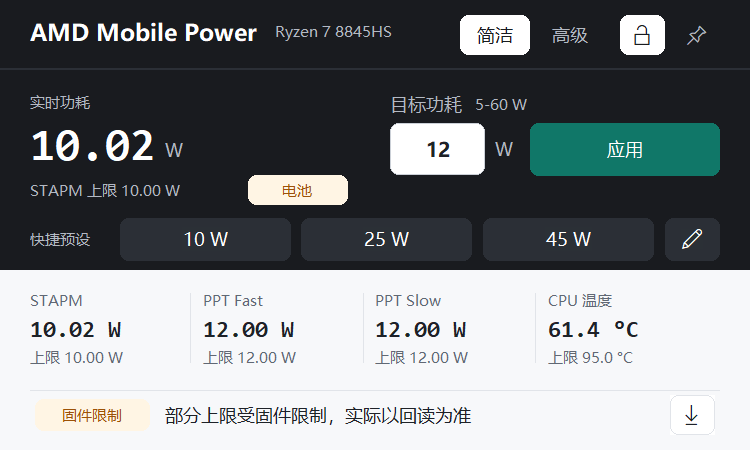 AMD Mobile Power Ryzen 7 8845HS 简洁 高级
实时功耗
10.02 W
STAPM 上限 10.00 W 电池
目标功耗 5-60 W
12 W 应用
快捷预设 10 W 25 W 45 W
STAPM PPT Fast PPT Slow CPU 温度
10.02 W 12.00 W 12.00 W 61.4 °C
上限 10.00 W 上限 12.00 W 上限 12.00 W 上限 95.0 °C
固件限制 部分上限受固件限制，实际以回读为准